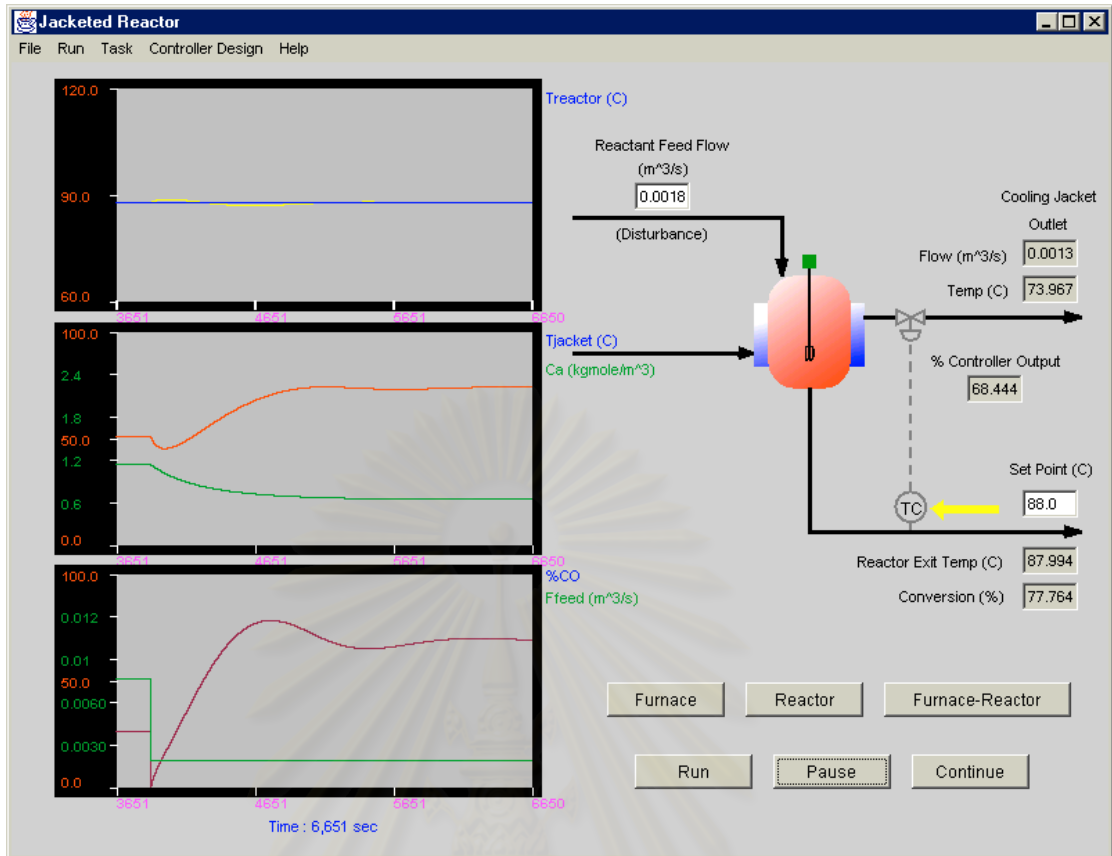 Jacketed Reactor
File Run Task Controller Design Help
120.0
90.0
60.0
3651 4651 5651 6650
Treactor (C)
100.0
2.4
1.8
50.0
1.2
0.6
0.0
3651 4651 5651 6650
Tjacket (C)
Ca (kgmole/m^3)
100.0
0.012
0.01
50.0
0.0060
0.0030
0.0
3651 4651 5651 6650
%CO
Ffeed (m^3/s)
Time : 6,651 sec
Reactant Feed Flow
(m^3/s)
0.0018
(Disturbance)
Cooling Jacket
Outlet
Flow (m^3/s) 0.0013
Temp (C) 73.967
% Controller Output
68.444
Set Point (C)
TC 88.0
Reactor Exit Temp (C) 87.994
Conversion (%) 77.764
Furnace Reactor Furnace-Reactor
Run Pause Continue